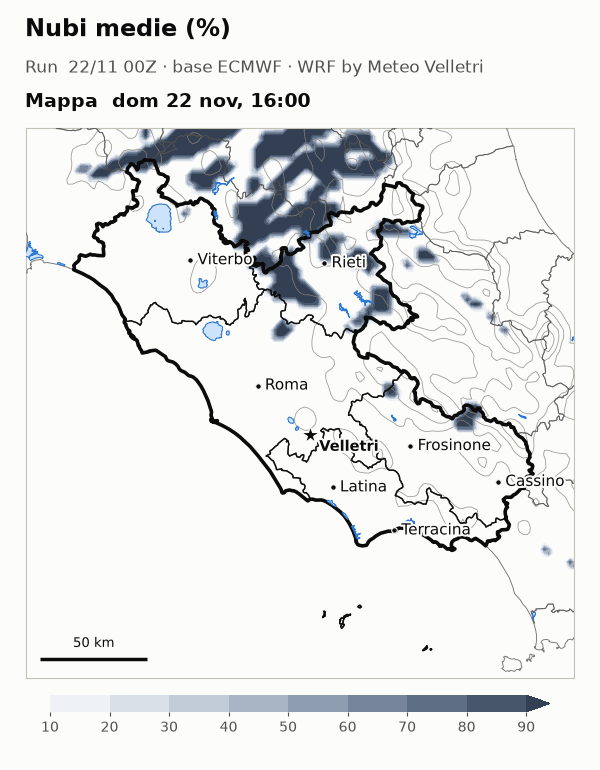 Nubi medie (%)
Run  22/11 00Z · base ECMWF · WRF by Meteo Velletri
Mappa  dom 22 nov, 16:00
Viterbo
Rieti
Roma
Velletri
Frosinone
Latina
Cassino
Terracina
50 km
10 20 30 40 50 60 70 80 90